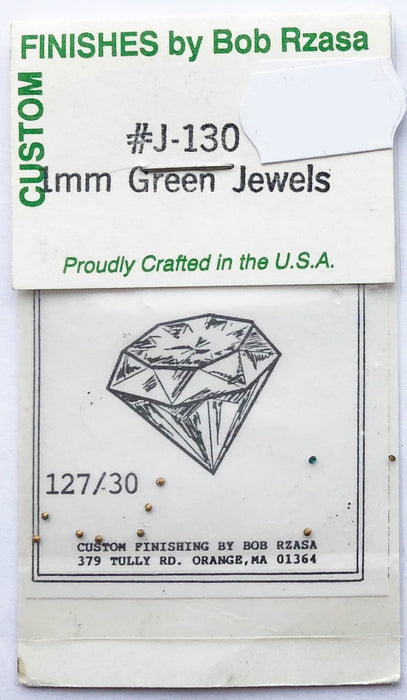 CUSTOM
FINISHES by Bob Rzasa
#J-130
1mm Green Jewels
Proudly Crafted in the U.S.A.
127/30
CUSTOM FINISHING BY BOB RZASA
379 TULLY RD. ORANGE,MA 01364